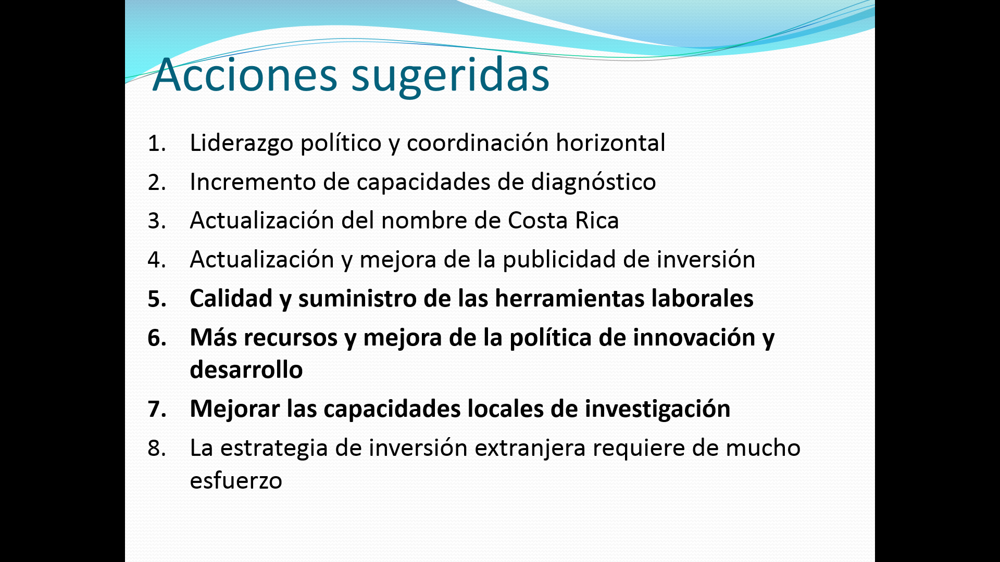 Acciones sugeridas
1. Liderazgo político y coordinación horizontal
2. Incremento de capacidades de diagnóstico
3. Actualización del nombre de Costa Rica
4. Actualización y mejora de la publicidad de inversión
5. Calidad y suministro de las herramientas laborales
6. Más recursos y mejora de la política de innovación y
desarrollo
7. Mejorar las capacidades locales de investigación
8. La estrategia de inversión extranjera requiere de mucho
esfuerzo